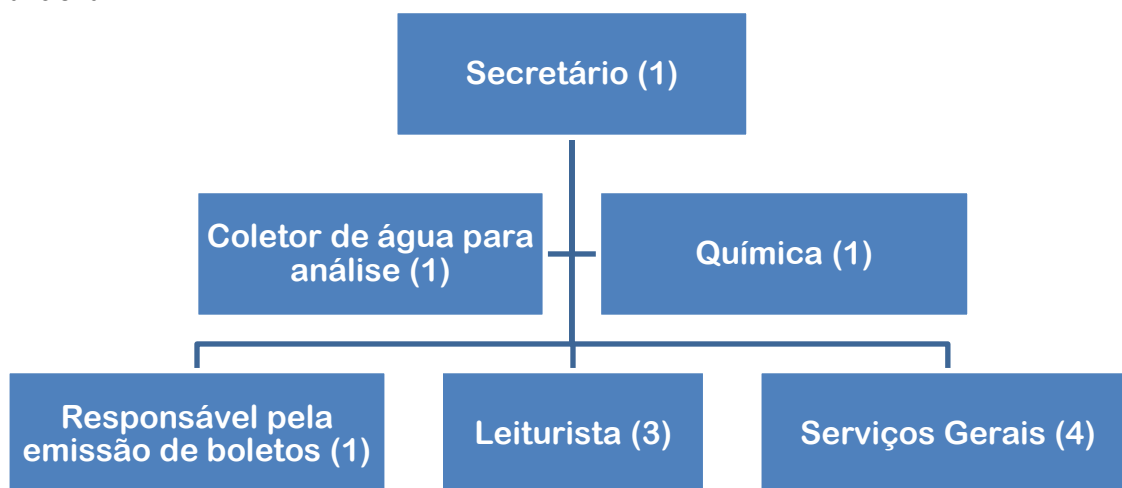 Secretário (1)
Coletor de água para
análise (1)
Química (1)
Responsável pela
emissão de boletos (1)
Leiturista (3)
Serviços Gerais (4)